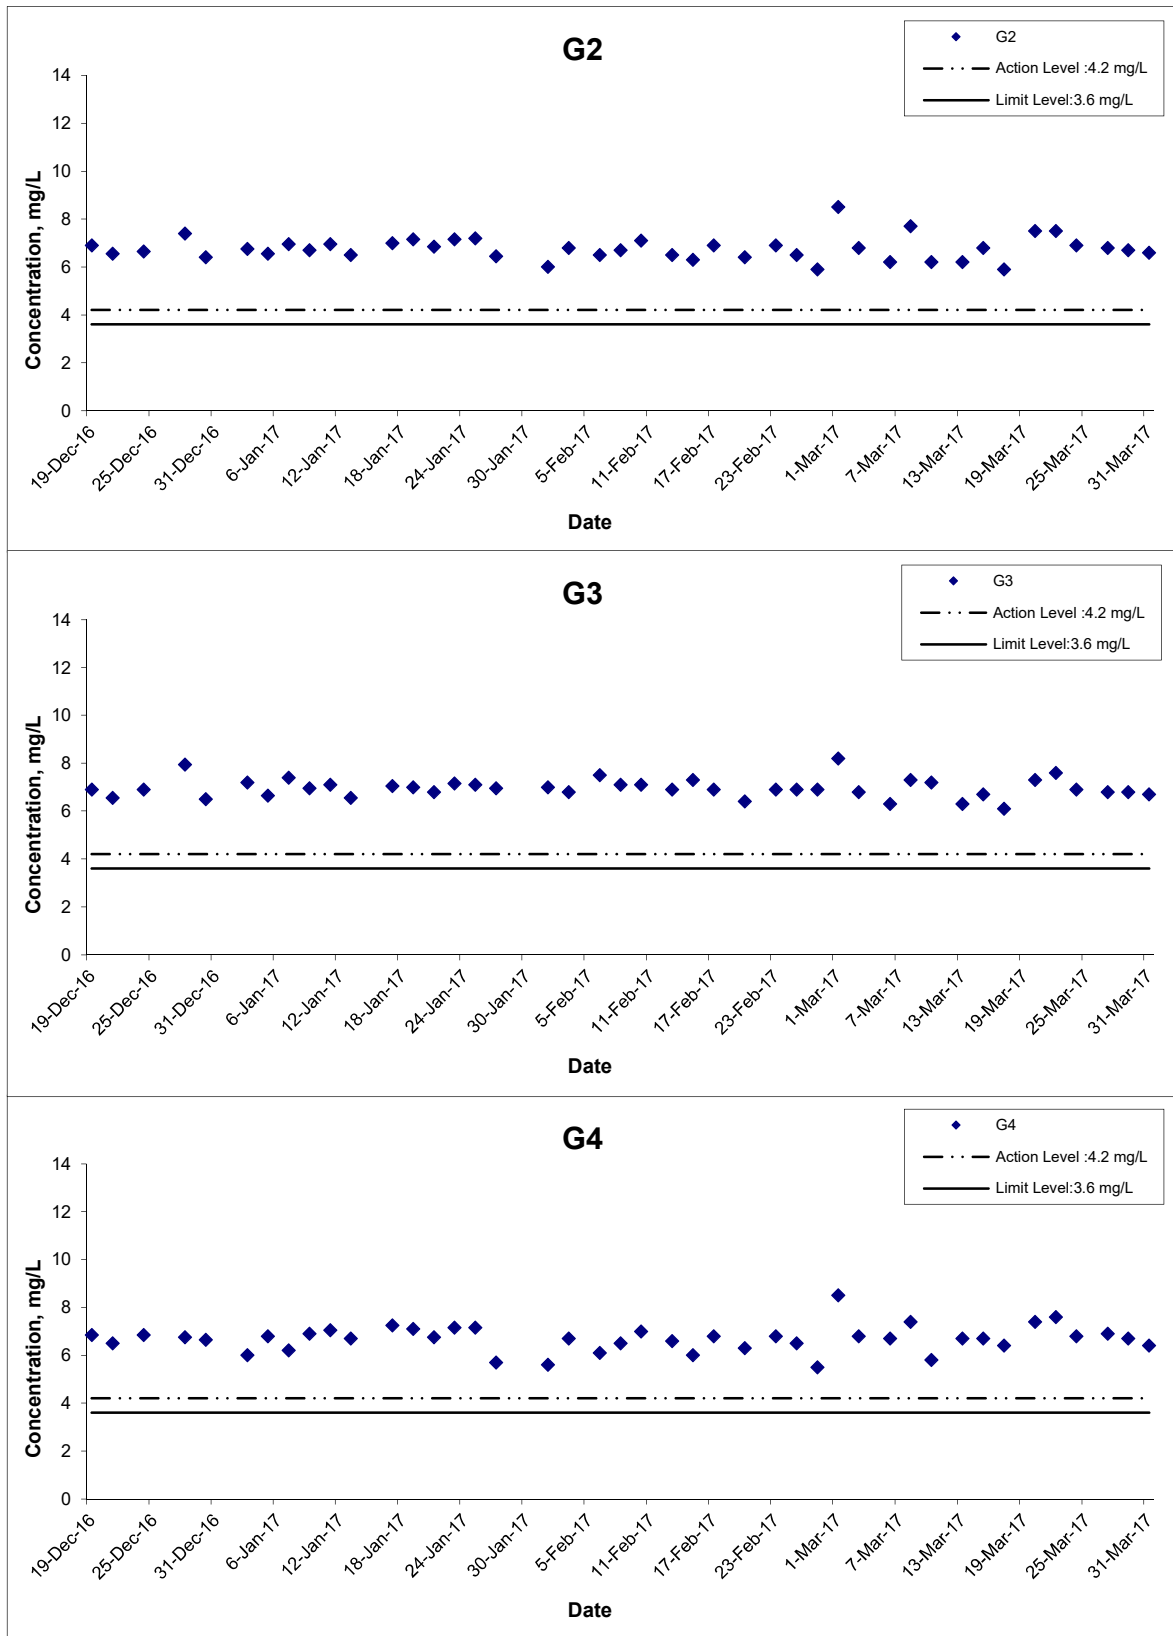 G2
G2
Action Level :4.2 mg/L
Limit Level:3.6 mg/L
Concentration, mg/L
14
12
10
8
6
4
2
0
19-Dec-16
25-Dec-16
31-Dec-16
6-Jan-17
12-Jan-17
18-Jan-17
24-Jan-17
30-Jan-17
5-Feb-17
11-Feb-17
17-Feb-17
23-Feb-17
1-Mar-17
7-Mar-17
13-Mar-17
19-Mar-17
25-Mar-17
31-Mar-17
Date
G3
G3
Action Level :4.2 mg/L
Limit Level:3.6 mg/L
Concentration, mg/L
14
12
10
8
6
4
2
0
19-Dec-16
25-Dec-16
31-Dec-16
6-Jan-17
12-Jan-17
18-Jan-17
24-Jan-17
30-Jan-17
5-Feb-17
11-Feb-17
17-Feb-17
23-Feb-17
1-Mar-17
7-Mar-17
13-Mar-17
19-Mar-17
25-Mar-17
31-Mar-17
Date
G4
G4
Action Level :4.2 mg/L
Limit Level:3.6 mg/L
Concentration, mg/L
14
12
10
8
6
4
2
0
19-Dec-16
25-Dec-16
31-Dec-16
6-Jan-17
12-Jan-17
18-Jan-17
24-Jan-17
30-Jan-17
5-Feb-17
11-Feb-17
17-Feb-17
23-Feb-17
1-Mar-17
7-Mar-17
13-Mar-17
19-Mar-17
25-Mar-17
31-Mar-17
Date